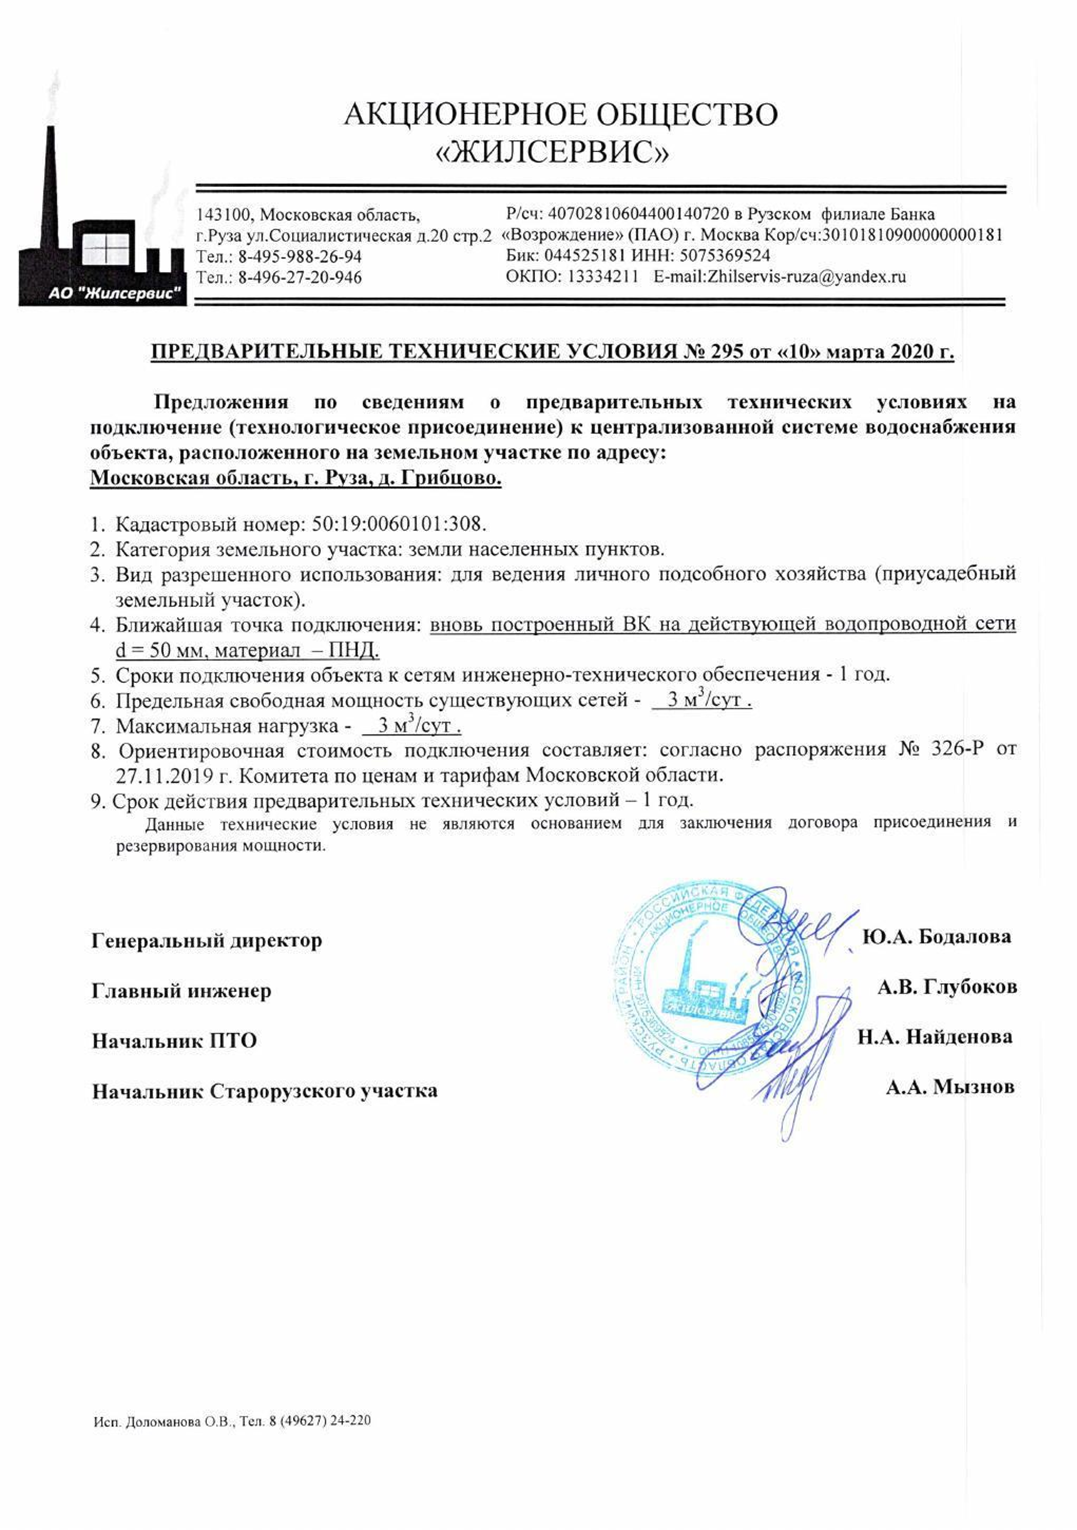 АКЦИОНЕРНОЕ ОБЩЕСТВО
«ЖИЛСЕРВИС»
АО "Жилсервис"
143100, Московская область,
г.Руза ул.Социалистическая д.20 стр.2
Тел.: 8-495-988-26-94
Тел.: 8-496-27-20-946
Р/сч: 40702810604400140720 в Рузском филиале Банка
«Возрождение» (ПАО) г. Москва Кор/сч:30101810900000000181
Бик: 044525181 ИНН: 5075369524
ОКПО: 13334211 E-mail:Zhilservis-ruza@yandex.ru
ПРЕДВАРИТЕЛЬНЫЕ ТЕХНИЧЕСКИЕ УСЛОВИЯ № 295 от «10» марта 2020 г.
Предложения по сведениям о предварительных технических условиях на
подключение (технологическое присоединение) к централизованной системе водоснабжения
объекта, расположенного на земельном участке по адресу:
Московская область, г. Руза, д. Грибцово.
1. Кадастровый номер: 50:19:0060101:308.
2. Категория земельного участка: земли населенных пунктов.
3. Вид разрешенного использования: для ведения личного подсобного хозяйства (приусадебный
земельный участок).
4. Ближайшая точка подключения: вновь построенный ВК на действующей водопроводной сети
d = 50 мм, материал – ПНД.
5. Сроки подключения объекта к сетям инженерно-технического обеспечения - 1 год.
6. Предельная свободная мощность существующих сетей - 3 м³/сут .
7. Максимальная нагрузка - 3 м³/сут .
8. Ориентировочная стоимость подключения составляет: согласно распоряжения № 326-Р от
27.11.2019 г. Комитета по ценам и тарифам Московской области.
9. Срок действия предварительных технических условий – 1 год.
Данные технические условия не являются основанием для заключения договора присоединения и
резервирования мощности.
Генеральный директор Ю.А. Бодалова
Главный инженер А.В. Глубоков
Начальник ПТО Н.А. Найденова
Начальник Старорузского участка А.А. Мызнов
РОССИЙСКАЯ ФЕДЕРАЦИЯ • МОСКОВСКАЯ ОБЛАСТЬ • РУЗСКИЙ РАЙОН
АКЦИОНЕРНОЕ ОБЩЕСТВО
ЖИЛСЕРВИС
Исп. Доломанова О.В., Тел. 8 (49627) 24-220